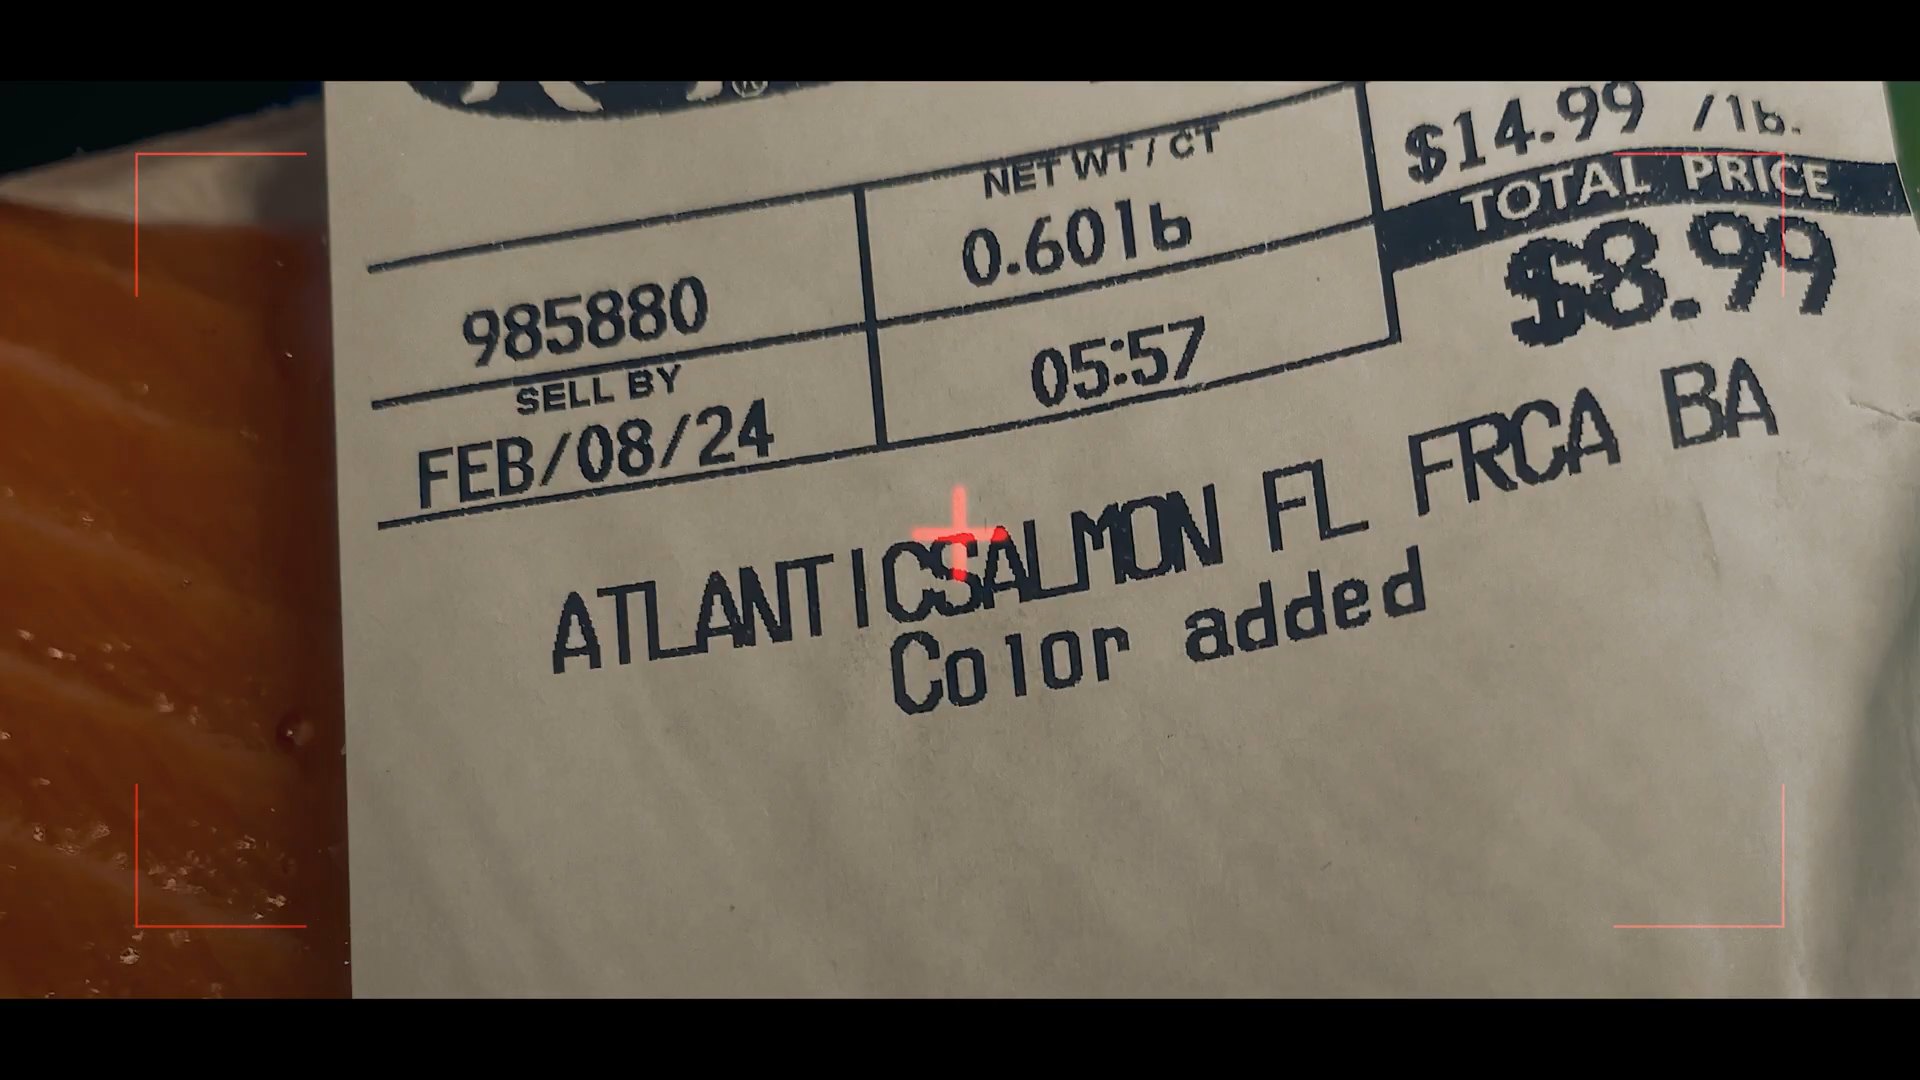 ®
$14.99 /lb.
NET WT / CT
TOTAL PRICE
0.60lb
$8.99
985880
05:57
SELL BY
FEB/08/24
ATLANTICSALMON FL FRCA BA
Color added